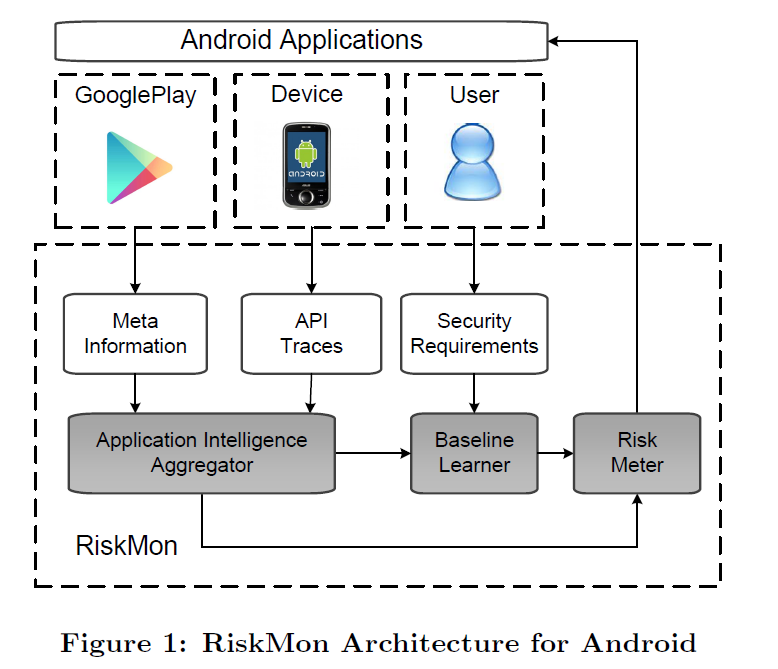 Android Applications
GooglePlay
Device
User
ANDROID
Meta
Information
API
Traces
Security
Requirements
Application Intelligence
Aggregator
Baseline
Learner
Risk
Meter
RiskMon
Figure 1: RiskMon Architecture for Android